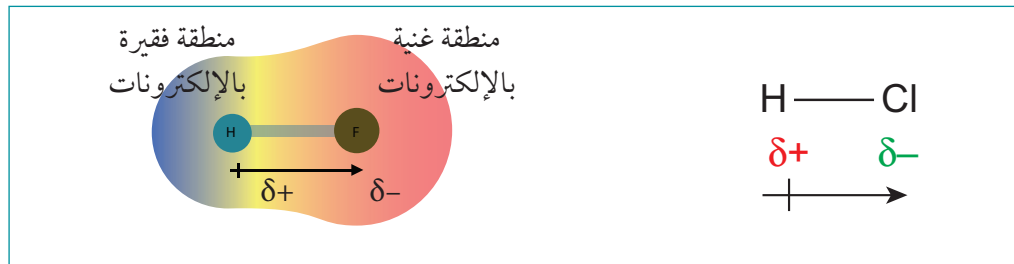 منطقة فقيرة
بالإلكترونات
منطقة غنية
بالإلكترونات
H F
δ+ δ–
H Cl
δ+ δ–